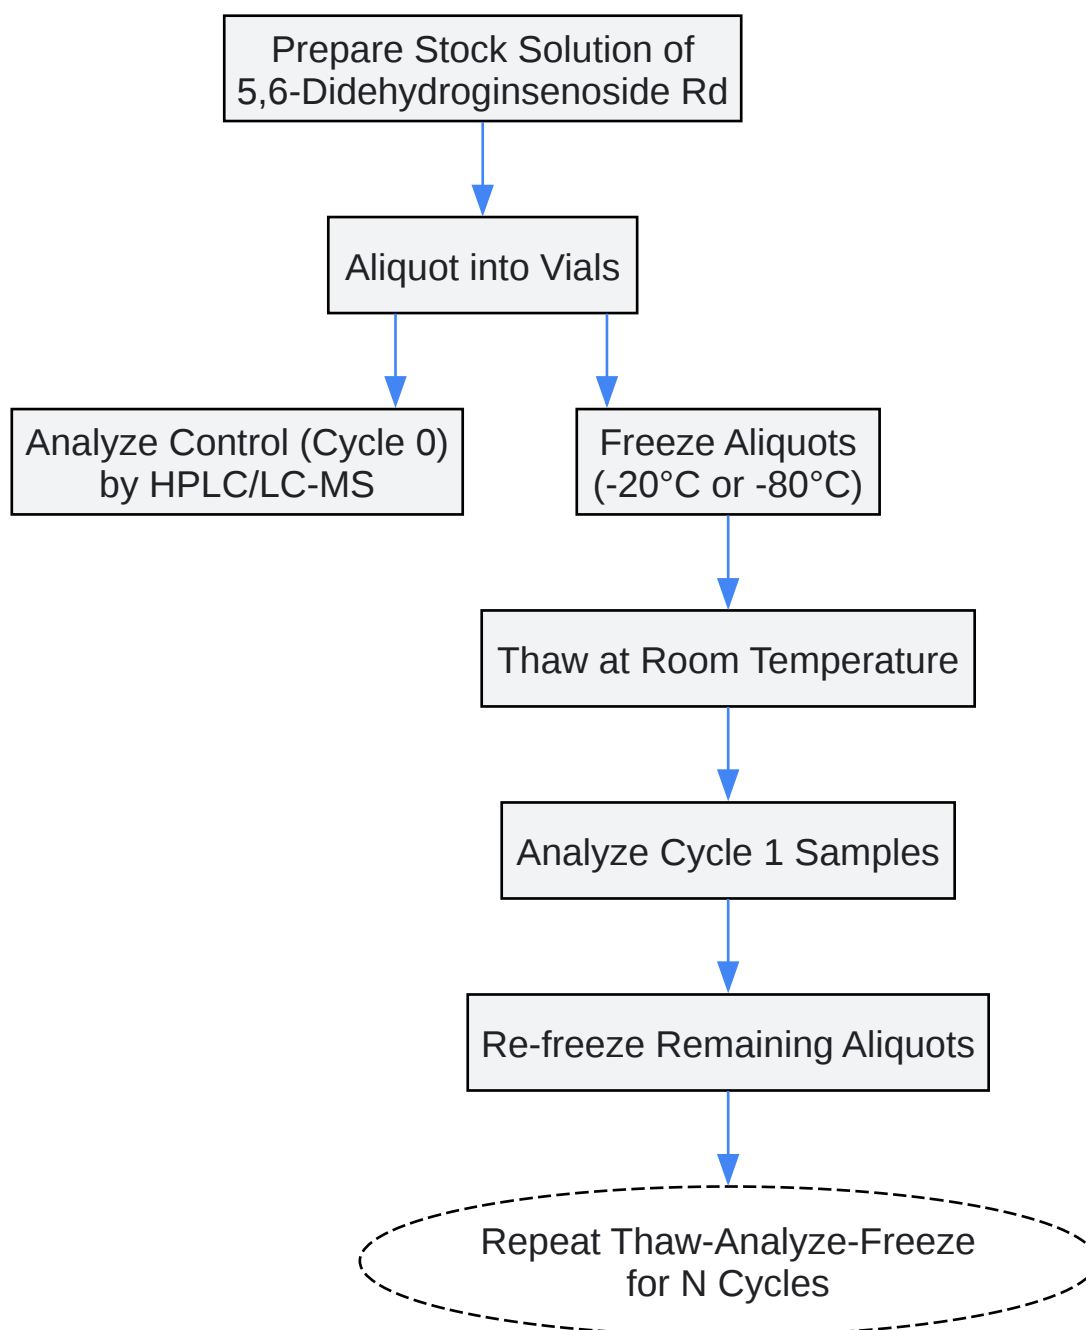 Prepare Stock Solution of
5,6-Didehydroginsenoside Rd
Aliquot into Vials
Analyze Control (Cycle 0)
by HPLC/LC-MS
Freeze Aliquots
(-20°C or -80°C)
Thaw at Room Temperature
Analyze Cycle 1 Samples
Re-freeze Remaining Aliquots
Repeat Thaw-Analyze-Freeze
for N Cycles